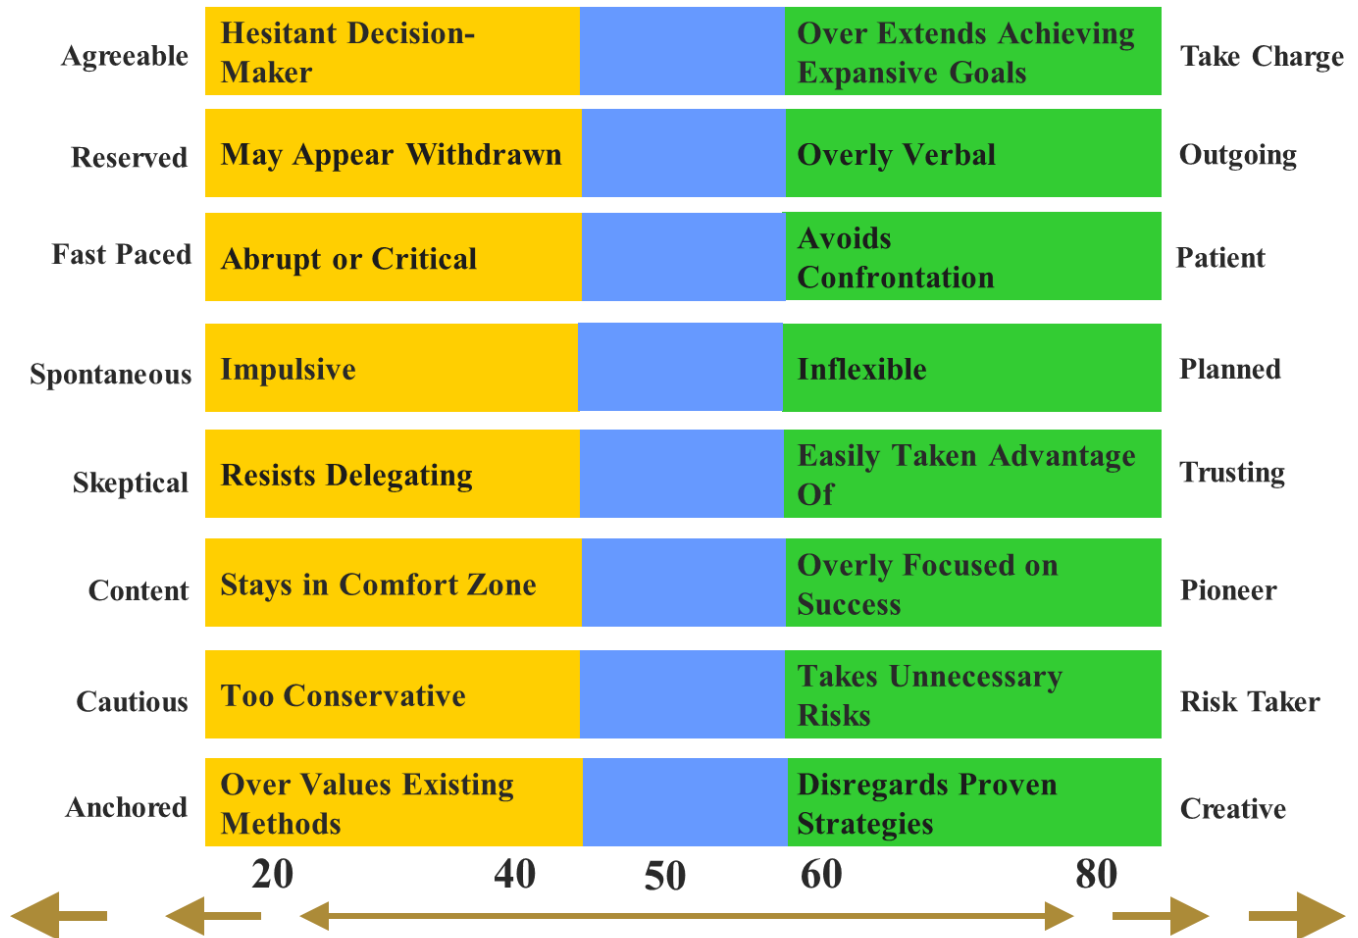 Agreeable
Hesitant Decision-
Maker
Over Extends Achieving
Expansive Goals
Take Charge
Reserved
May Appear Withdrawn
Overly Verbal
Outgoing
Fast Paced
Abrupt or Critical
Avoids
Confrontation
Patient
Spontaneous
Impulsive
Inflexible
Planned
Skeptical
Resists Delegating
Easily Taken Advantage
Of
Trusting
Content
Stays in Comfort Zone
Overly Focused on
Success
Pioneer
Cautious
Too Conservative
Takes Unnecessary
Risks
Risk Taker
Anchored
Over Values Existing
Methods
Disregards Proven
Strategies
Creative
20 40 50 60 80